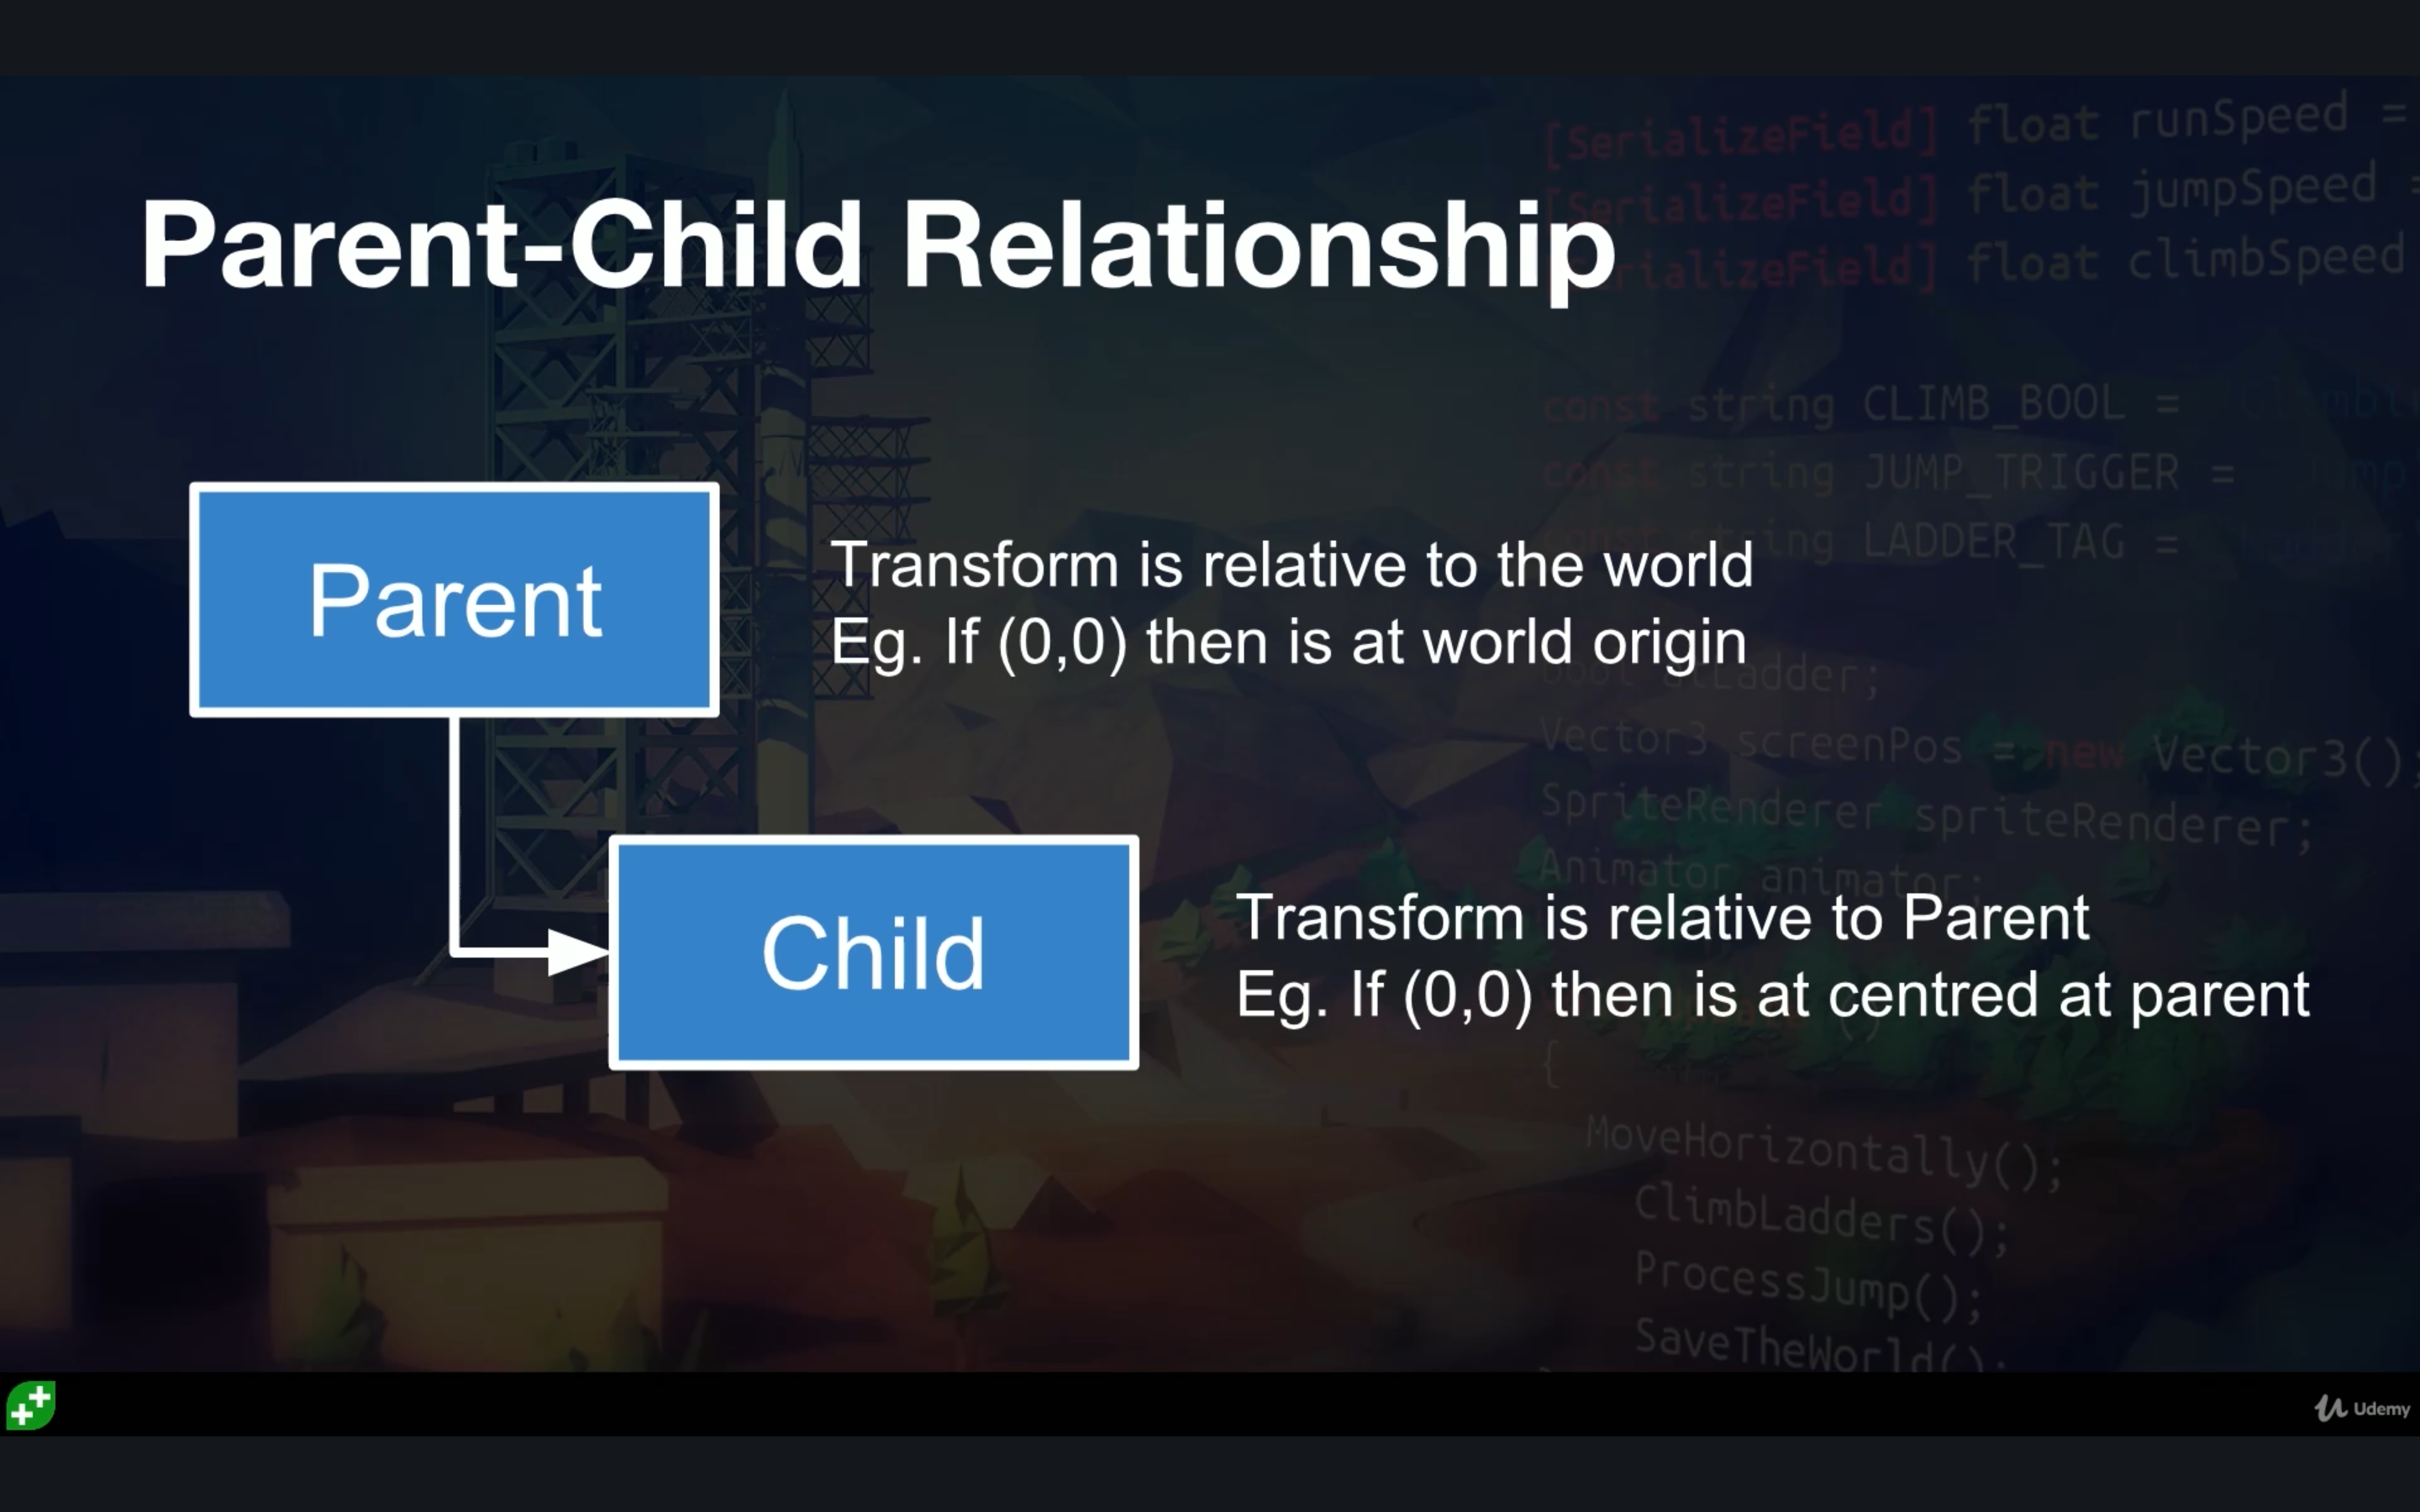 [SerializeField] float runSpeed =
[SerializeField] float jumpSpeed =
Parent-Child Relationship
rializeField] float climbSpeed
const string CLIMB_BOOL =
const string JUMP_TRIGGER =
const string LADDER_TAG =
Parent
Transform is relative to the world
Eg. If (0,0) then is at world origin
bool atLadder;
Vector3 screenPos = new Vector3();
SpriteRenderer spriteRenderer;
Animator animator;
Child
Transform is relative to Parent
Eg. If (0,0) then is at centred at parent
{
MoveHorizontally();
ClimbLadders();
ProcessJump();
SaveTheWorld();
Udemy